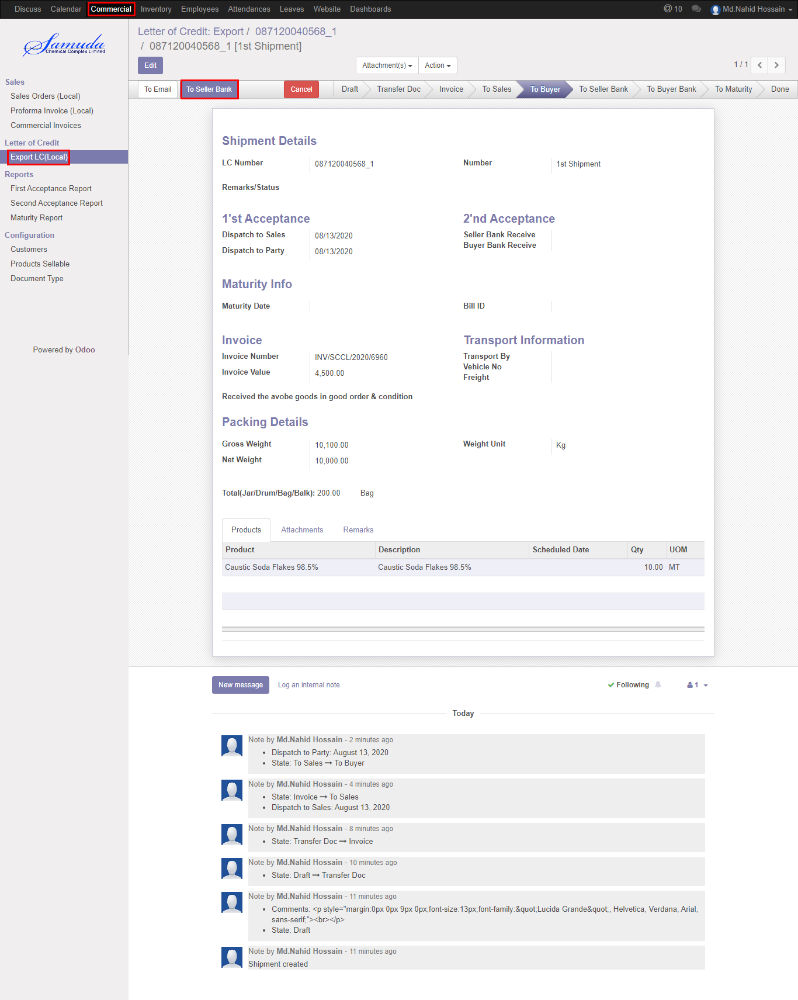 Discuss Calendar Commercial Inventory Employees Attendances Leaves Website Dashboards @ 10 Md.Nahid Hossain
Samuda
Chemical Complex Limited
Sales
Sales Orders (Local)
Proforma Invoice (Local)
Commercial Invoices
Letter of Credit
Export LC(Local)
Reports
First Acceptance Report
Second Acceptance Report
Maturity Report
Configuration
Customers
Products Sellable
Document Type
Powered by Odoo
Letter of Credit: Export / 087120040568_1
/ 087120040568_1 [1st Shipment]
Edit Attachment(s) Action 1 / 1
To Email To Seller Bank Cancel Draft Transfer Doc Invoice To Sales To Buyer To Seller Bank To Buyer Bank To Maturity Done
Shipment Details
LC Number 087120040568_1 Number 1st Shipment
Remarks/Status
1'st Acceptance 2'nd Acceptance
Dispatch to Sales 08/13/2020 Seller Bank Receive
Dispatch to Party 08/13/2020 Buyer Bank Receive
Maturity Info
Maturity Date Bill ID
Invoice Transport Information
Invoice Number INV/SCCL/2020/6960 Transport By
Invoice Value 4,500.00 Vehicle No
Freight
Received the avobe goods in good order & condition
Packing Details
Gross Weight 10,100.00 Weight Unit Kg
Net Weight 10,000.00
Total(Jar/Drum/Bag/Balk): 200.00 Bag
Products Attachments Remarks
Product Description Scheduled Date Qty UOM
Caustic Soda Flakes 98.5% Caustic Soda Flakes 98.5% 10.00 MT
New message Log an internal note Following 1
Today
Note by Md.Nahid Hossain - 2 minutes ago
• Dispatch to Party: August 13, 2020
• State: To Sales → To Buyer
Note by Md.Nahid Hossain - 4 minutes ago
• State: Invoice → To Sales
• Dispatch to Sales: August 13, 2020
Note by Md.Nahid Hossain - 8 minutes ago
• State: Transfer Doc → Invoice
Note by Md.Nahid Hossain - 10 minutes ago
• State: Draft → Transfer Doc
Note by Md.Nahid Hossain - 11 minutes ago
• Comments: <p style="margin:0px 0px 9px 0px;font-size:13px;font-family:&quot;Lucida Grande&quot;, Helvetica, Verdana, Arial,
sans-serif;"><br></p>
• State: Draft
Note by Md.Nahid Hossain - 11 minutes ago
Shipment created